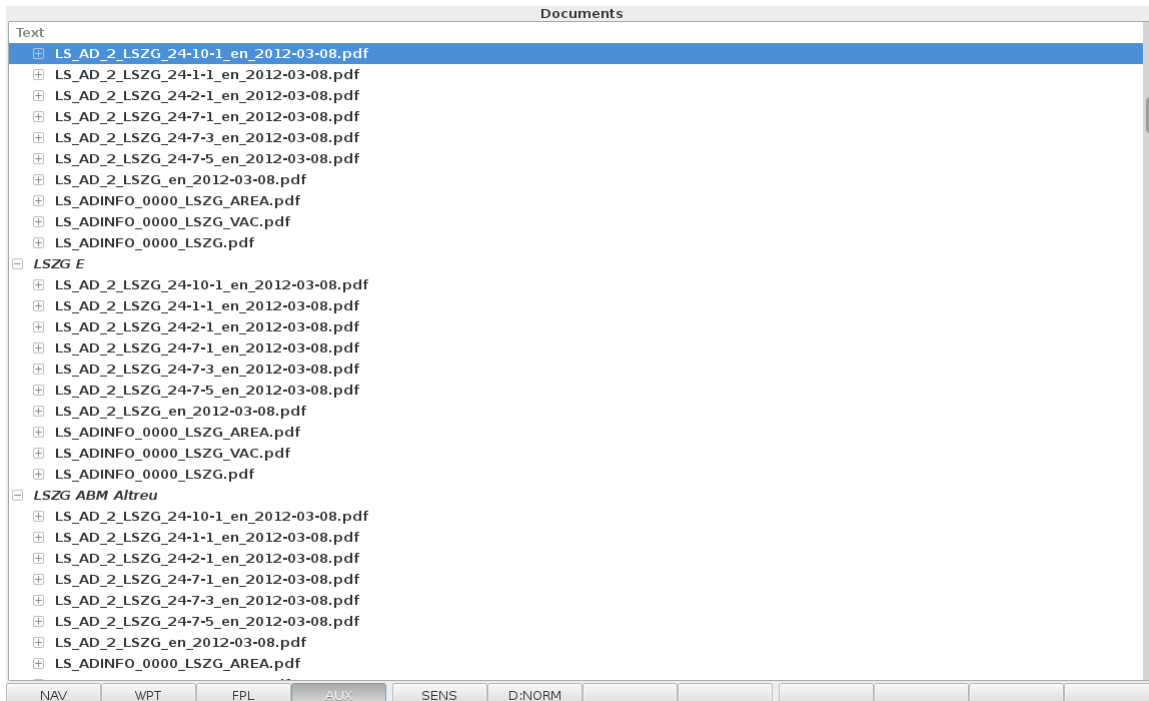 Documents
Text
LS_AD_2_LSZG_24-10-1_en_2012-03-08.pdf
LS_AD_2_LSZG_24-1-1_en_2012-03-08.pdf
LS_AD_2_LSZG_24-2-1_en_2012-03-08.pdf
LS_AD_2_LSZG_24-7-1_en_2012-03-08.pdf
LS_AD_2_LSZG_24-7-3_en_2012-03-08.pdf
LS_AD_2_LSZG_24-7-5_en_2012-03-08.pdf
LS_AD_2_LSZG_en_2012-03-08.pdf
LS_ADINFO_0000_LSZG_AREA.pdf
LS_ADINFO_0000_LSZG_VAC.pdf
LS_ADINFO_0000_LSZG.pdf
LSZG E
LS_AD_2_LSZG_24-10-1_en_2012-03-08.pdf
LS_AD_2_LSZG_24-1-1_en_2012-03-08.pdf
LS_AD_2_LSZG_24-2-1_en_2012-03-08.pdf
LS_AD_2_LSZG_24-7-1_en_2012-03-08.pdf
LS_AD_2_LSZG_24-7-3_en_2012-03-08.pdf
LS_AD_2_LSZG_24-7-5_en_2012-03-08.pdf
LS_AD_2_LSZG_en_2012-03-08.pdf
LS_ADINFO_0000_LSZG_AREA.pdf
LS_ADINFO_0000_LSZG_VAC.pdf
LS_ADINFO_0000_LSZG.pdf
LSZG ABM Altreu
LS_AD_2_LSZG_24-10-1_en_2012-03-08.pdf
LS_AD_2_LSZG_24-1-1_en_2012-03-08.pdf
LS_AD_2_LSZG_24-2-1_en_2012-03-08.pdf
LS_AD_2_LSZG_24-7-1_en_2012-03-08.pdf
LS_AD_2_LSZG_24-7-3_en_2012-03-08.pdf
LS_AD_2_LSZG_24-7-5_en_2012-03-08.pdf
LS_AD_2_LSZG_en_2012-03-08.pdf
LS_ADINFO_0000_LSZG_AREA.pdf
NAV WPT FPL AUX SENS D:NORM